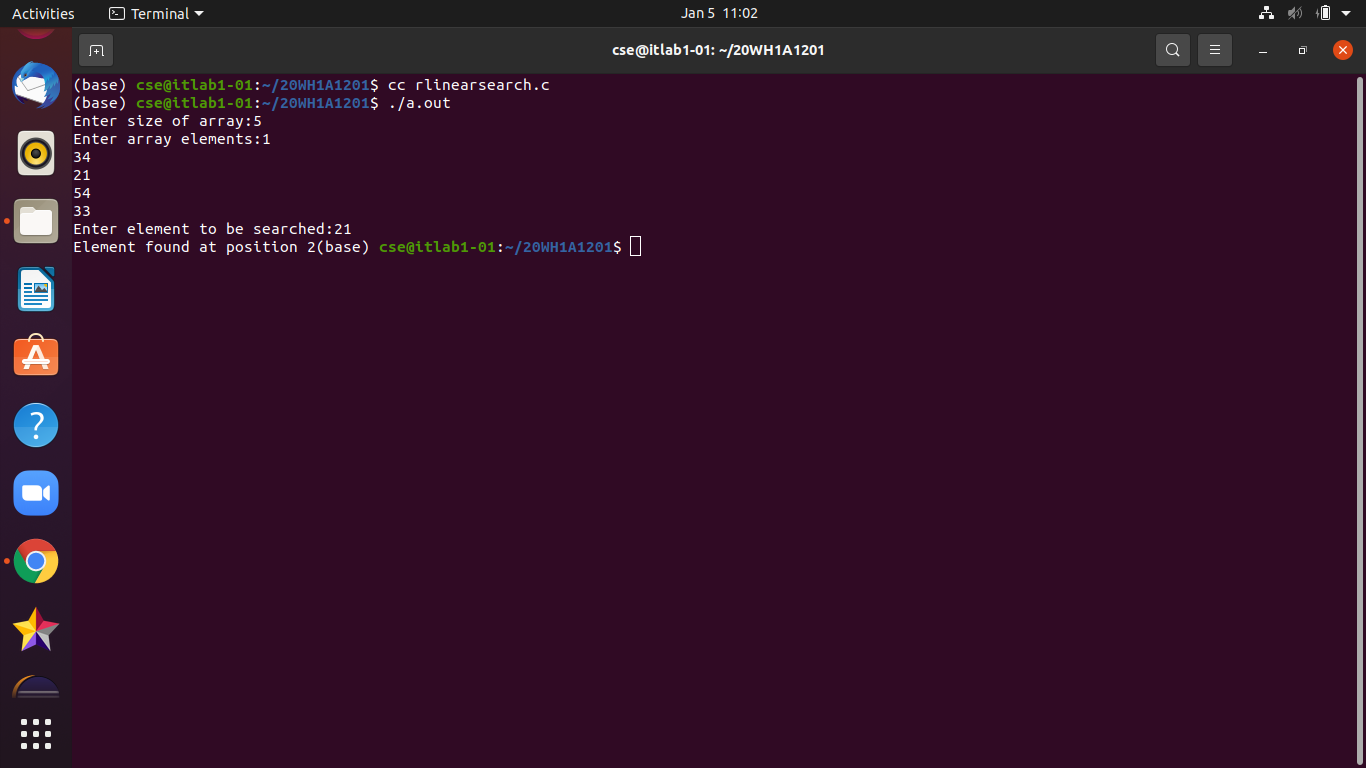 Activities Terminal Jan 5 11:02
cse@itlab1-01: ~/20WH1A1201
(base) cse@itlab1-01:~/20WH1A1201$ cc rlinearsearch.c
(base) cse@itlab1-01:~/20WH1A1201$ ./a.out
Enter size of array:5
Enter array elements:1
34
21
54
33
Enter element to be searched:21
Element found at position 2(base) cse@itlab1-01:~/20WH1A1201$